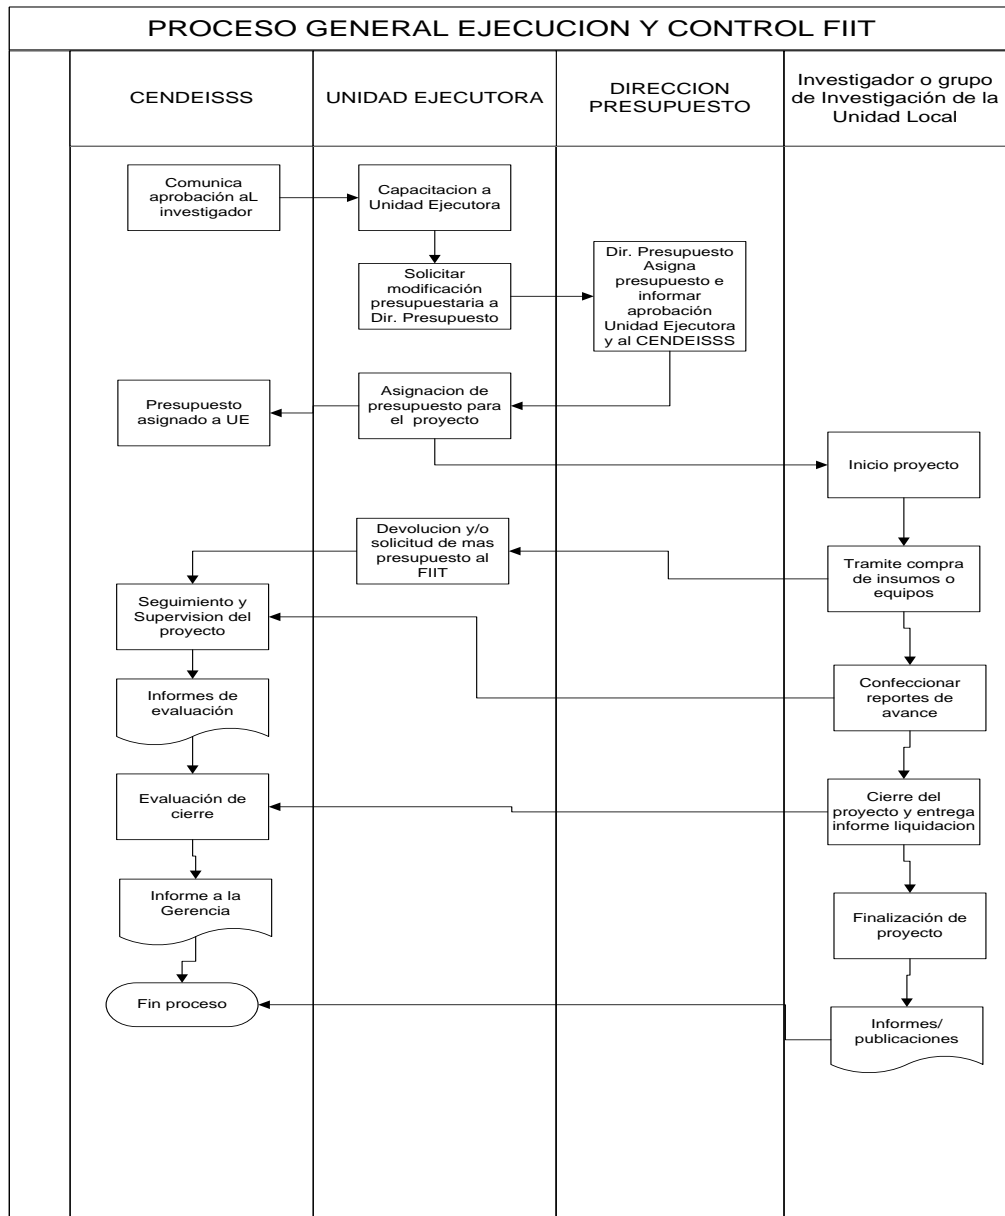 PROCESO GENERAL EJECUCION Y CONTROL FIIT
CENDEISSS
UNIDAD EJECUTORA
DIRECCION
PRESUPUESTO
Investigador o grupo
de Investigación de la
Unidad Local
Comunica
aprobación aL
investigador
Capacitacion a
Unidad Ejecutora
Solicitar
modificación
presupuestaria a
Dir. Presupuesto
Dir. Presupuesto
Asigna
presupuesto e
informar
aprobación
Unidad Ejecutora
y al CENDEISSS
Presupuesto
asignado a UE
Asignacion de
presupuesto para
el proyecto
Inicio proyecto
Devolucion y/o
solicitud de mas
presupuesto al
FIIT
Tramite compra
de insumos o
equipos
Seguimiento y
Supervision del
proyecto
Confeccionar
reportes de
avance
Informes de
evaluación
Evaluación de
cierre
Cierre del
proyecto y entrega
informe liquidacion
Informe a la
Gerencia
Finalización de
proyecto
Fin proceso
Informes/
publicaciones